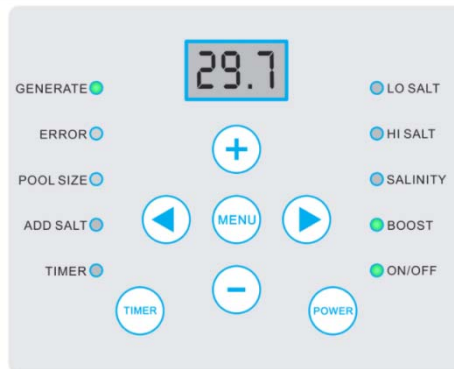 29.7
GENERATE
LO SALT
ERROR
HI SALT
POOL SIZE
SALINITY
ADD SALT
MENU
BOOST
TIMER
ON/OFF
TIMER
POWER